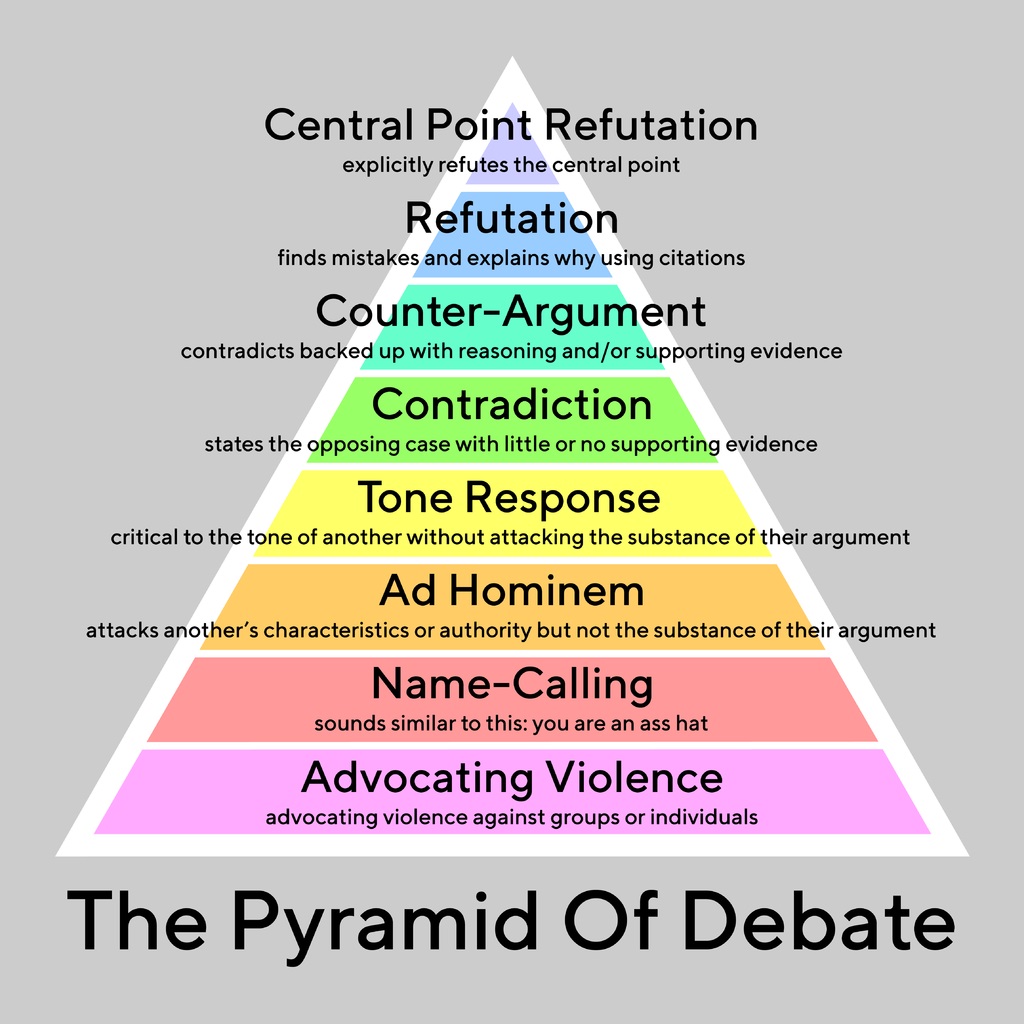 Central Point Refutation
explicitly refutes the central point
Refutation
finds mistakes and explains why using citations
Counter-Argument
contradicts backed up with reasoning and/or supporting evidence
Contradiction
states the opposing case with little or no supporting evidence
Tone Response
critical to the tone of another without attacking the substance of their argument
Ad Hominem
attacks another’s characteristics or authority but not the substance of their argument
Name-Calling
sounds similar to this: you are an ass hat
Advocating Violence
advocating violence against groups or individuals
The Pyramid Of Debate